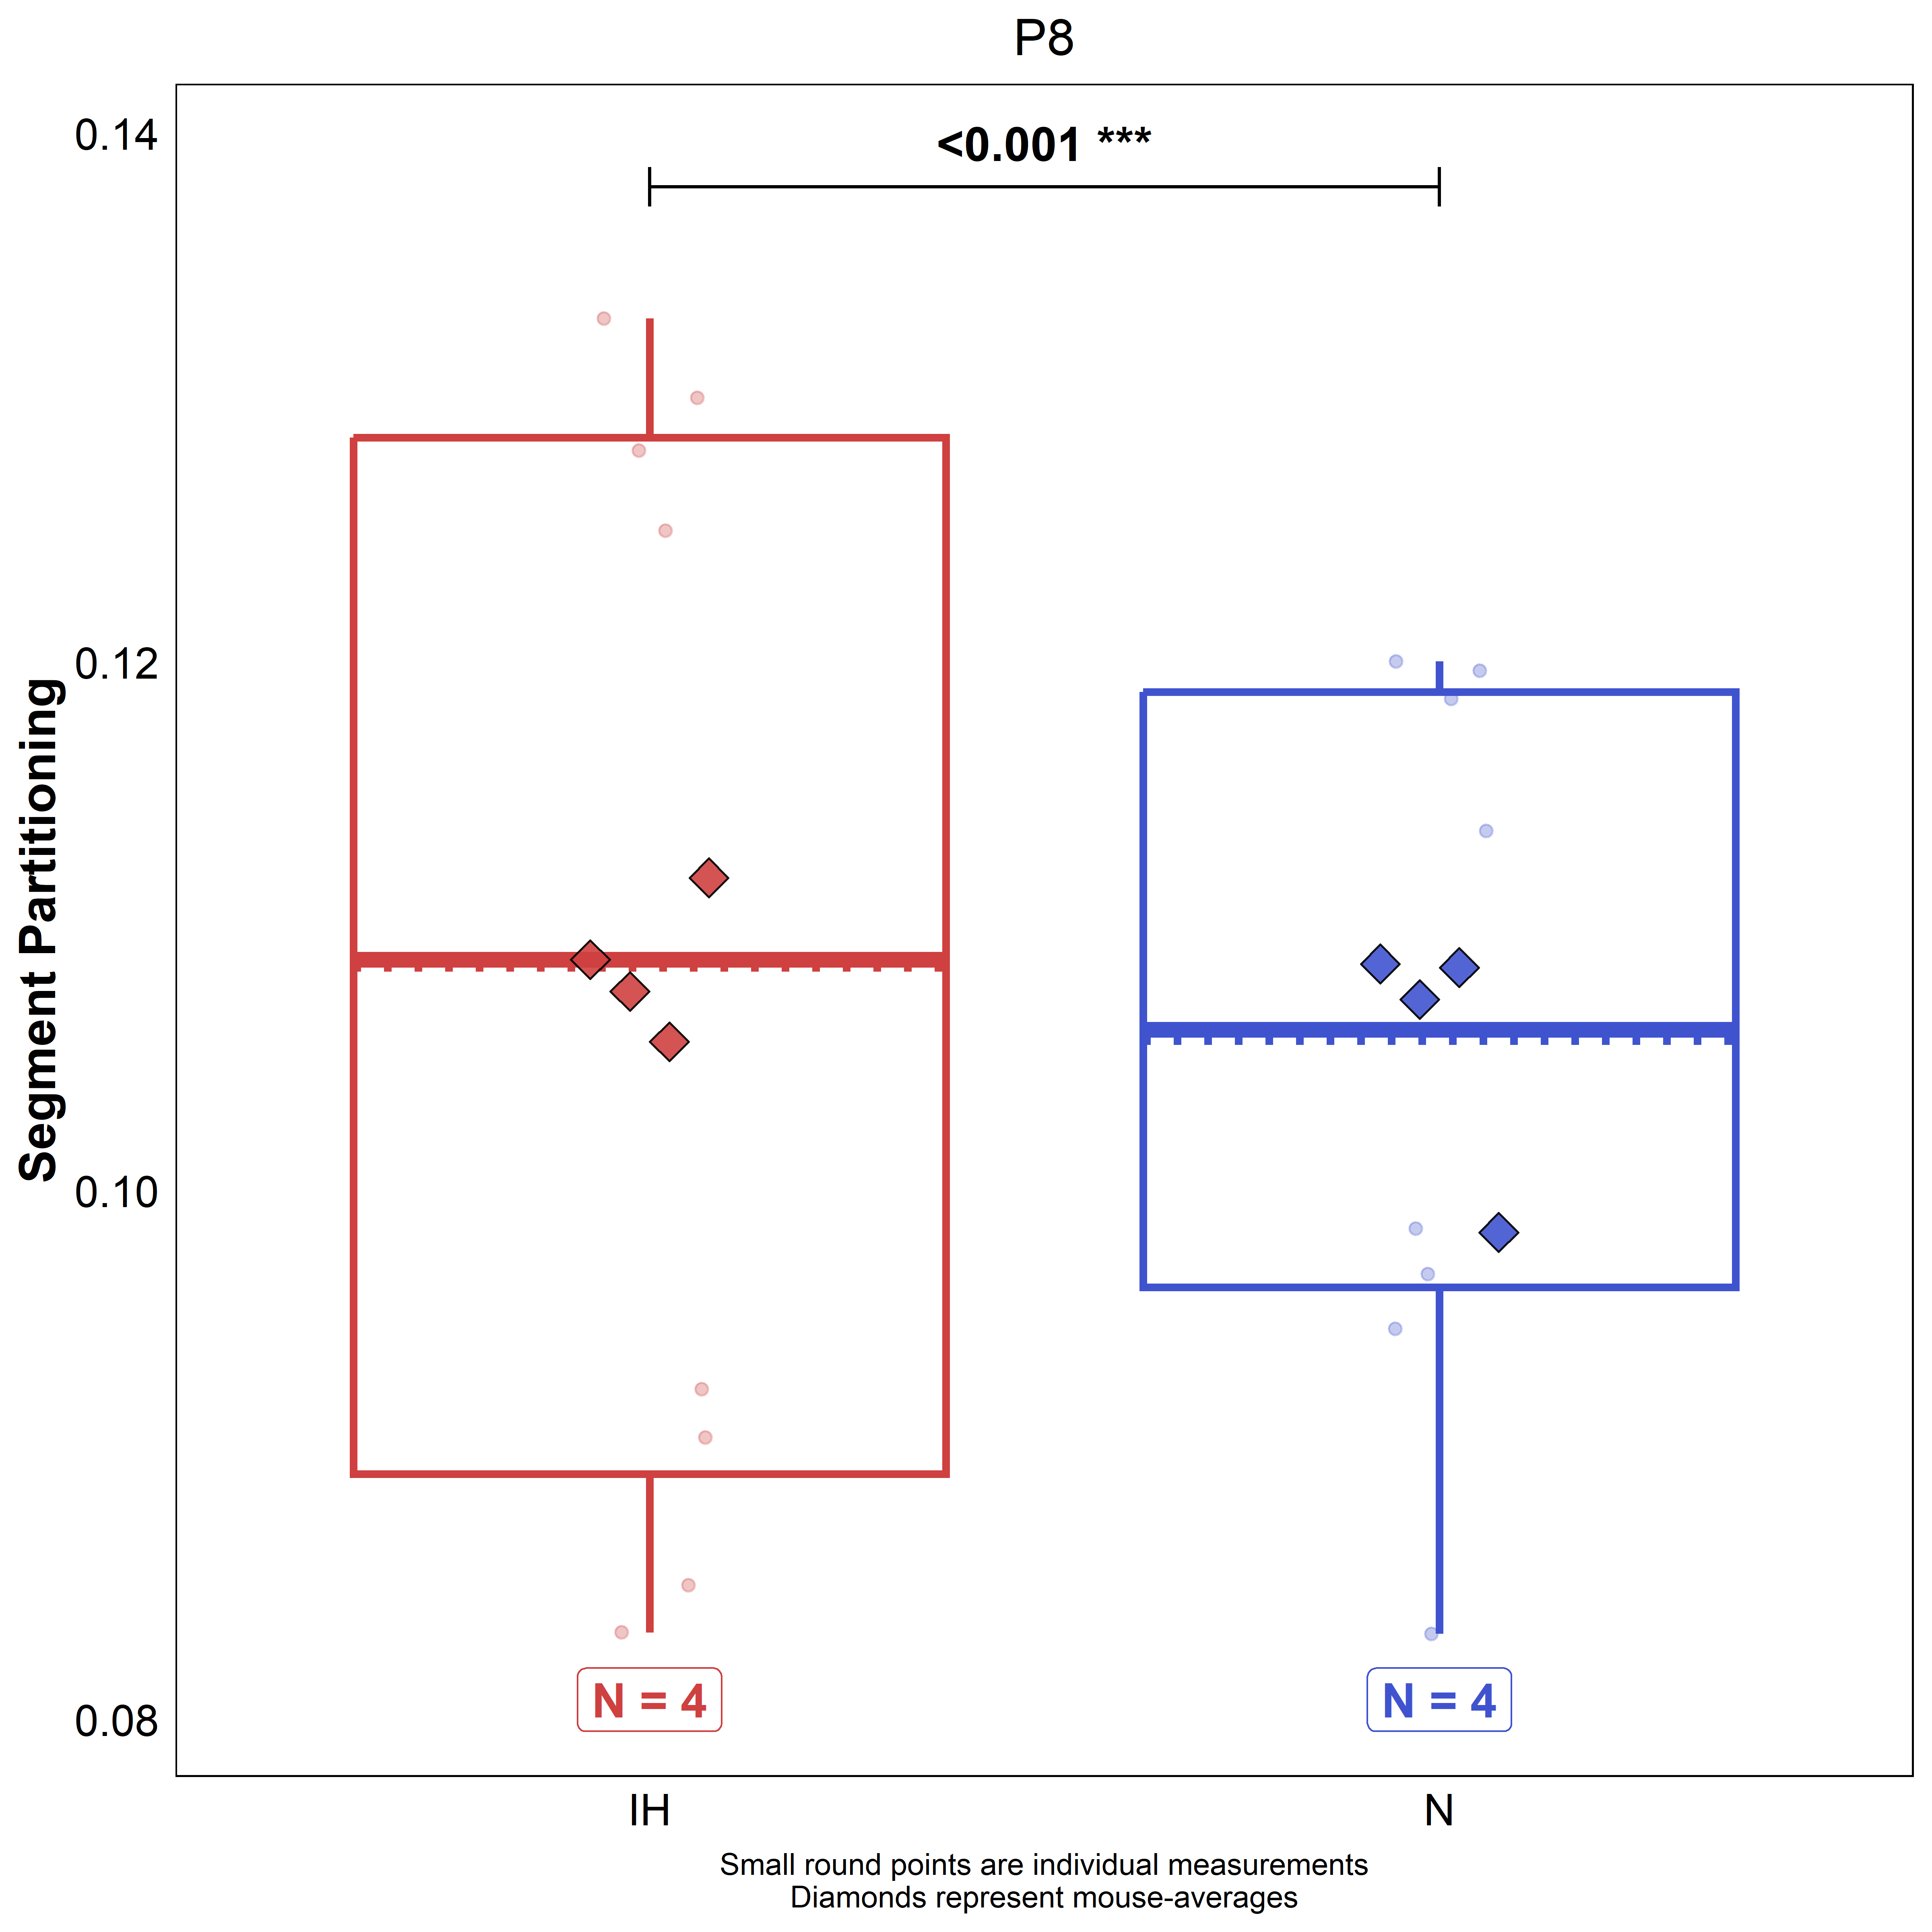 P8
0.14
<0.001 ***
0.12
Segment Partitioning
0.10
0.08
N = 4
N = 4
IH
N
Small round points are individual measurements
Diamonds represent mouse-averages